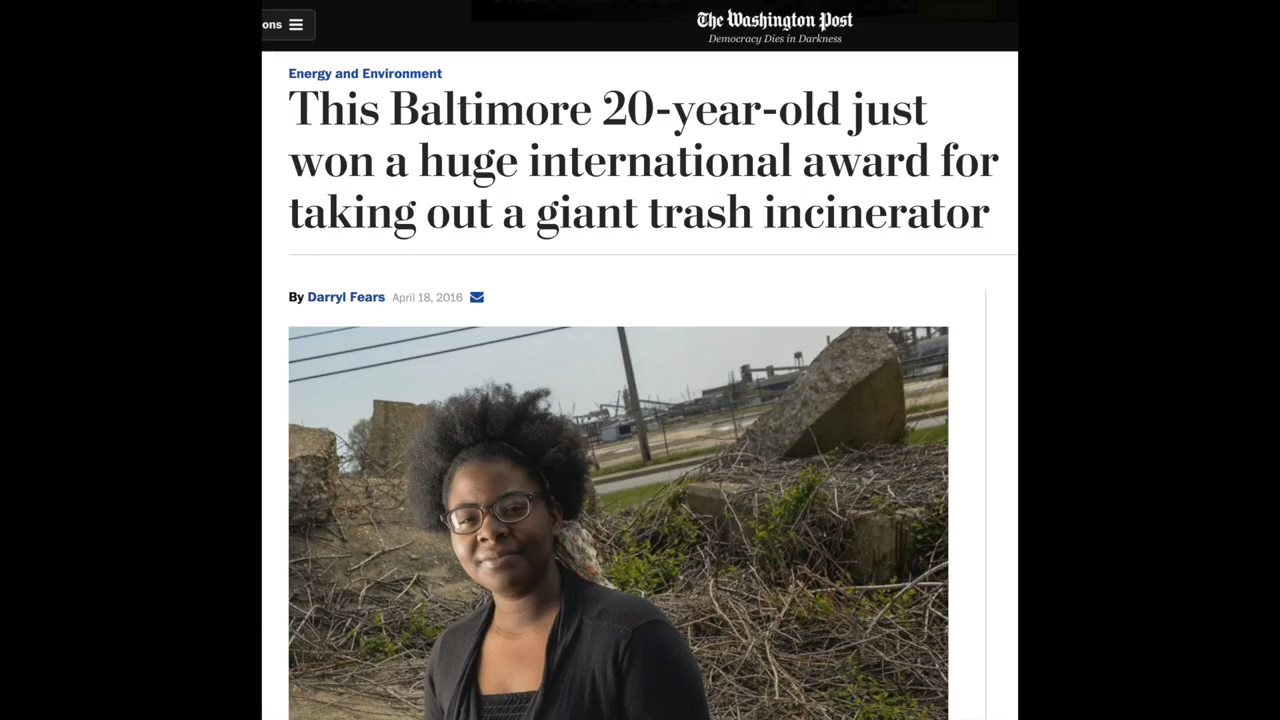 ons
The Washington Post
Democracy Dies in Darkness
Energy and Environment
This Baltimore 20-year-old just
won a huge international award for
taking out a giant trash incinerator
By Darryl Fears April 18, 2016